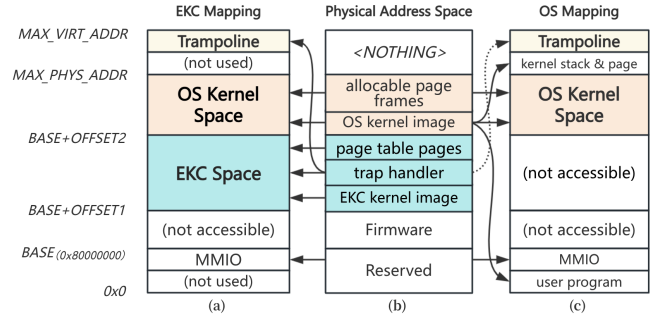 EKC Mapping
Physical Address Space
OS Mapping
MAX_VIRT_ADDR
MAX_PHYS_ADDR
BASE+OFFSET2
BASE+OFFSET1
BASE(0x80000000)
0x0
Trampoline
(not used)
OS Kernel
Space
EKC Space
(not accessible)
MMIO
(not used)
(a)
<NOTHING>
allocable page
frames
OS kernel image
page table pages
trap handler
EKC kernel image
Firmware
Reserved
(b)
Trampoline
kernel stack & page
OS Kernel
Space
(not accessible)
(not accessible)
MMIO
user program
(c)